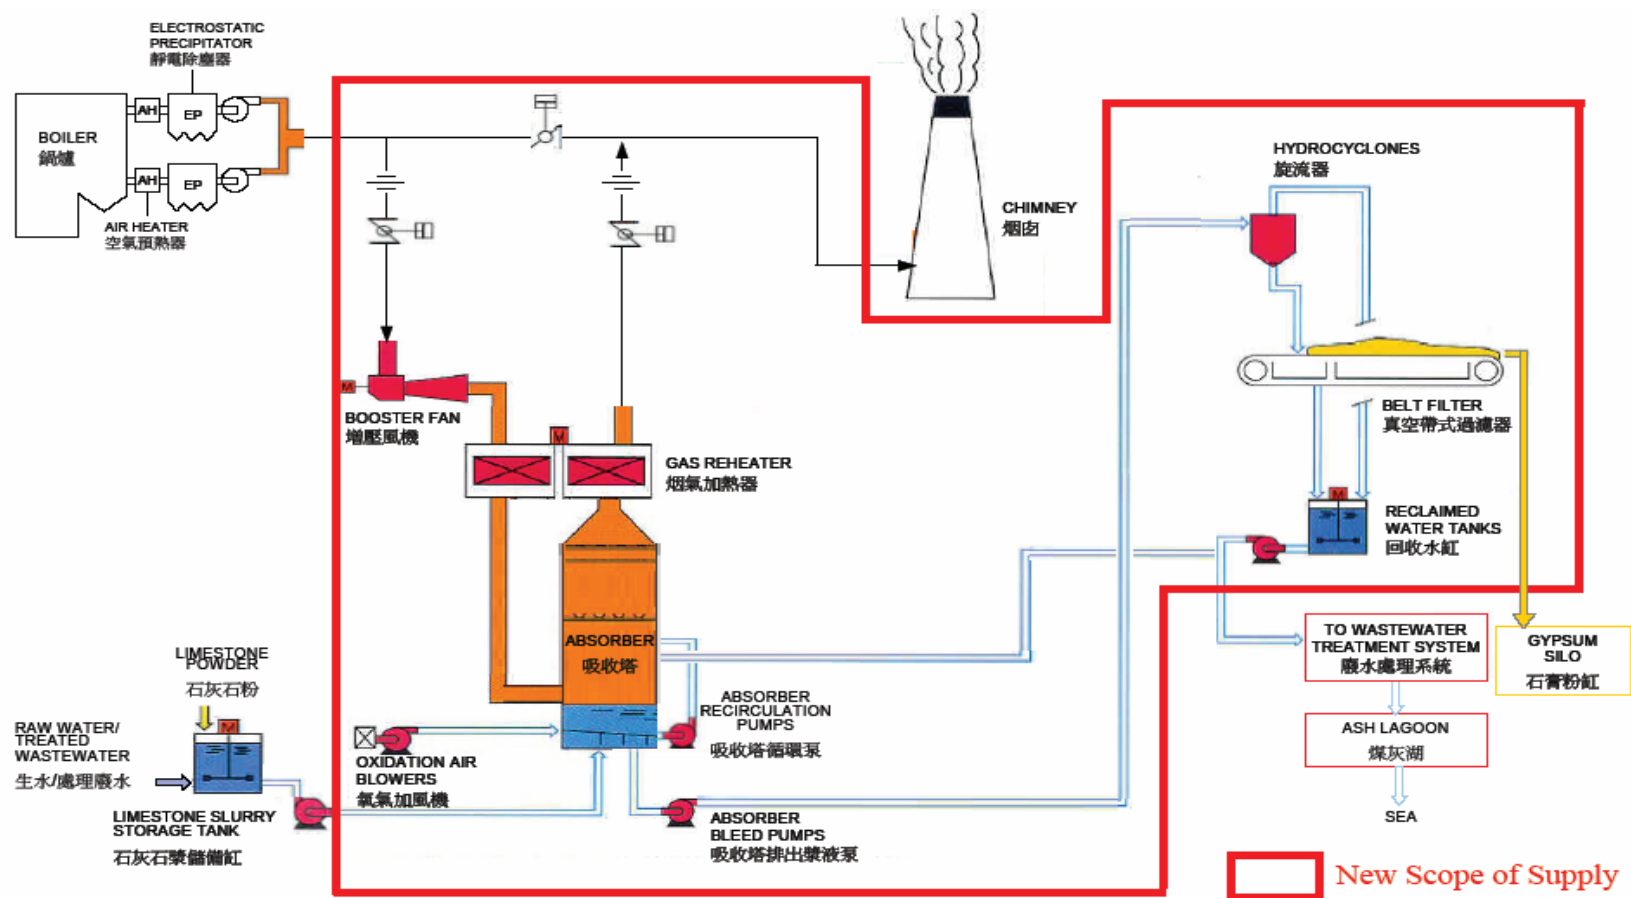 ELECTROSTATIC
PRECIPITATOR
靜電除塵器
BOILER
鍋爐
AH
EP
AH
EP
AIR HEATER
空氣預熱器
CHIMNEY
烟囱
HYDROCYCLONES
旋流器
M
BOOSTER FAN
增壓風機
M
GAS REHEATER
烟氣加熱器
BELT FILTER
真空帶式過濾器
M
RECLAIMED
WATER TANKS
回收水缸
ABSORBER
吸收塔
TO WASTEWATER
TREATMENT SYSTEM
廢水處理系統
GYPSUM
SILO
石膏粉缸
ASH LAGOON
煤灰湖
SEA
LIMESTONE
POWDER
石灰石粉
M
RAW WATER/
TREATED
WASTEWATER
生水/處理廢水
LIMESTONE SLURRY
STORAGE TANK
石灰石漿儲備缸
OXIDATION AIR
BLOWERS
氧氣加風機
ABSORBER
RECIRCULATION
PUMPS
吸收塔循環泵
ABSORBER
BLEED PUMPS
吸收塔排出漿液泵
New Scope of Supply